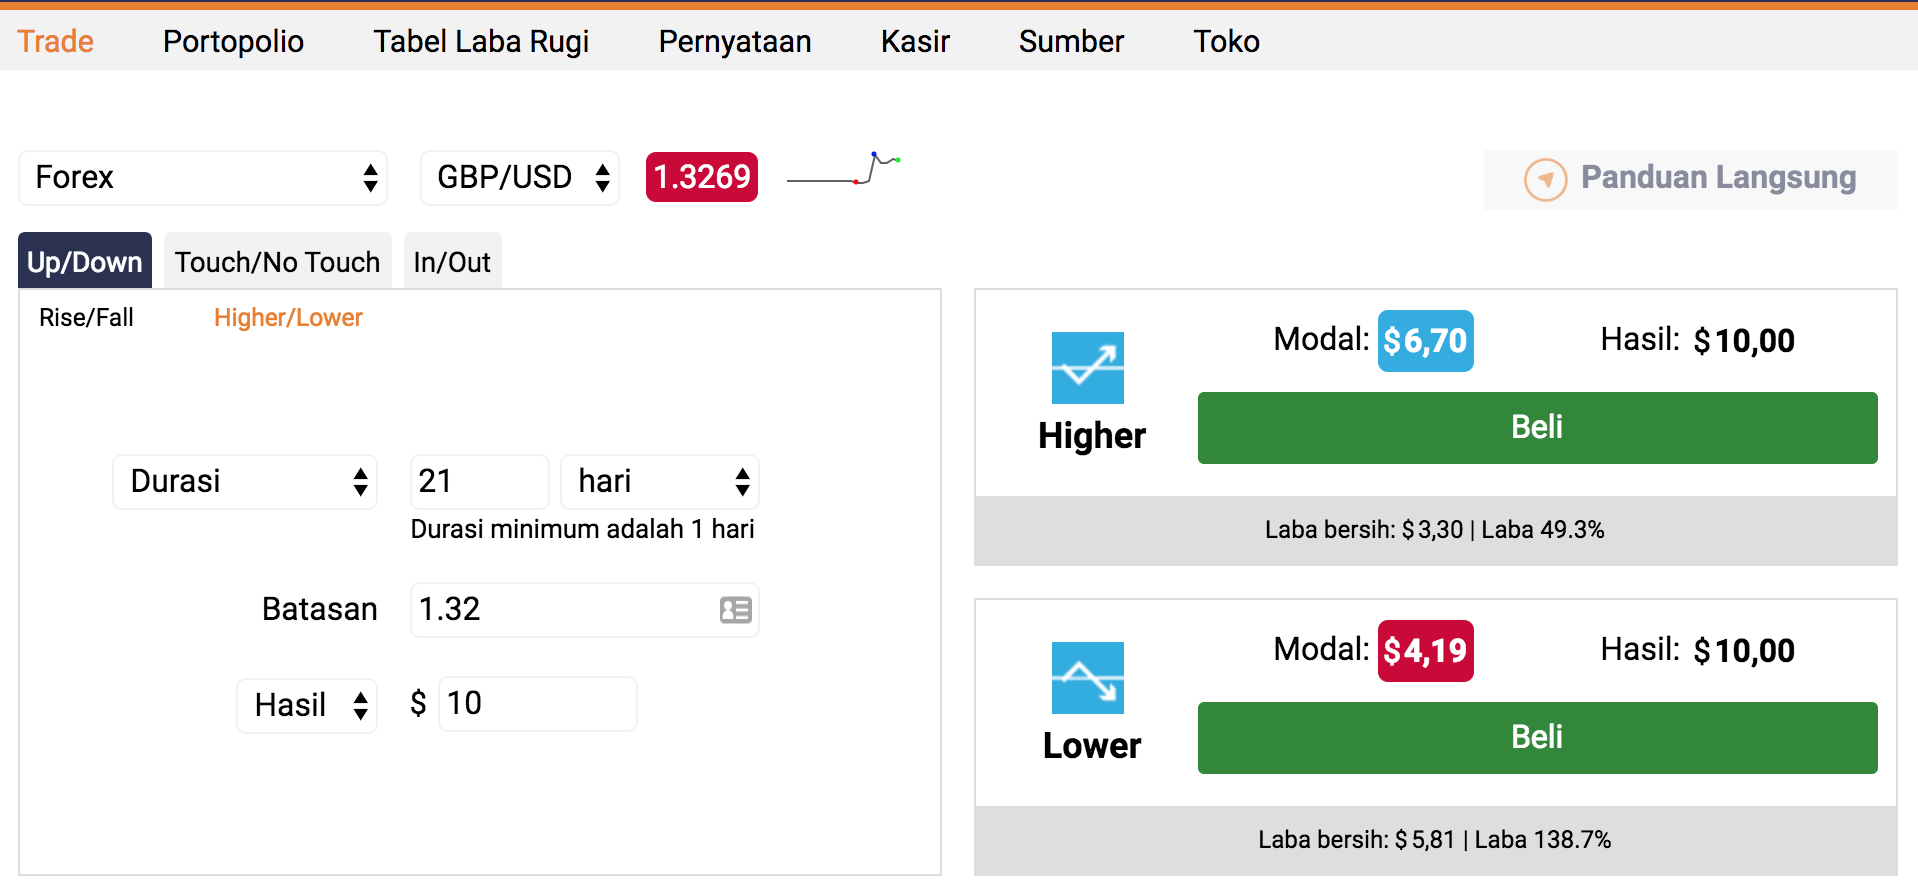 Trade Portopolio Tabel Laba Rugi Pernyataan Kasir Sumber Toko
Forex GBP/USD 1.3269 Panduan Langsung
Up/Down Touch/No Touch In/Out
Rise/Fall Higher/Lower
Durasi 21 hari
Durasi minimum adalah 1 hari
Batasan 1.32
Hasil $ 10
Modal: $6,70 Hasil: $10,00
Higher
Beli
Laba bersih: $3,30 | Laba 49.3%
Modal: $4,19 Hasil: $10,00
Lower
Beli
Laba bersih: $5,81 | Laba 138.7%